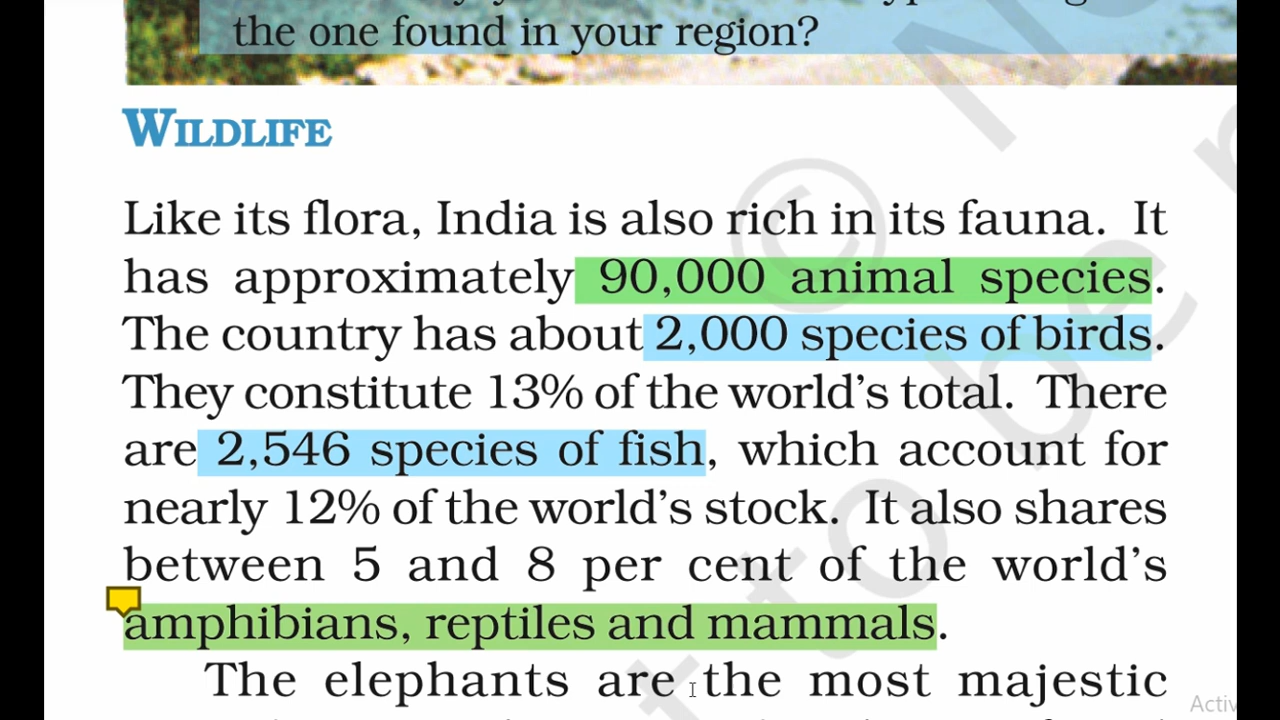 the one found in your region?
WILDLIFE
Like its flora, India is also rich in its fauna. It
has approximately 90,000 animal species.
The country has about 2,000 species of birds.
They constitute 13% of the world's total. There
are 2,546 species of fish, which account for
nearly 12% of the world's stock. It also shares
between 5 and 8 per cent of the world's
amphibians, reptiles and mammals.
The elephants are the most majestic